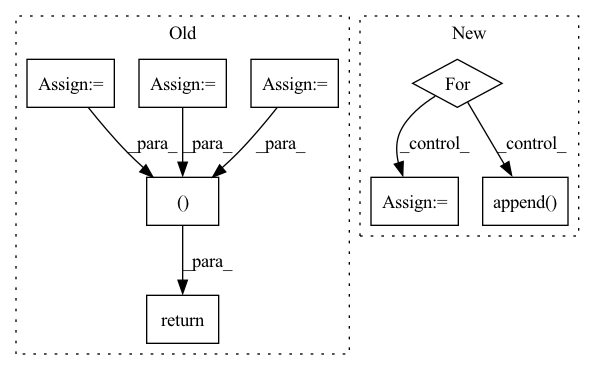 Old
New
Assign:=
Assign:=
Assign:=
For
_para_
_para_
_para_
_control_
_control_
()
Assign:=
append()
_para_
return